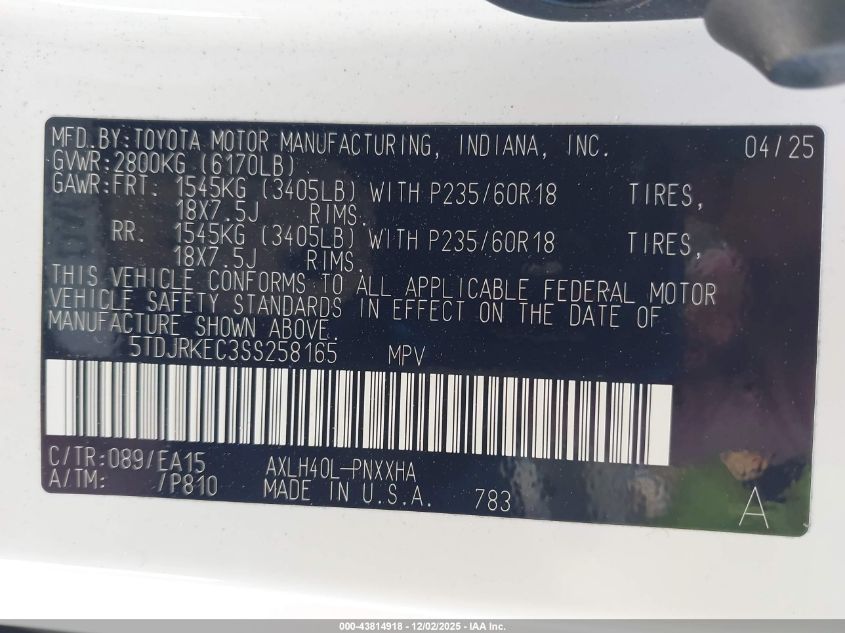 MFD.BY:TOYOTA MOTOR MANUFACTURING, INDIANA, INC. 04/25
GVWR:2800KG (6170LB)
GAWR:FRT. 1545KG (3405LB) WITH P235/60R18 TIRES,
18X7.5J RIMS.
RR. 1545KG (3405LB) WITH P235/60R18 TIRES,
18X7.5J RIMS.
THIS VEHICLE CONFORMS TO ALL APPLICABLE FEDERAL MOTOR
VEHICLE SAFETY STANDARDS IN EFFECT ON THE DATE OF
MANUFACTURE SHOWN ABOVE.
5TDJRKEC3SS258165 MPV
C/TR:089/EA15 AXLH40L-PNXXHA
A/TM: /P810 MADE IN U.S.A. 783 A
000-43814918 - 12/02/2025 - IAA Inc.